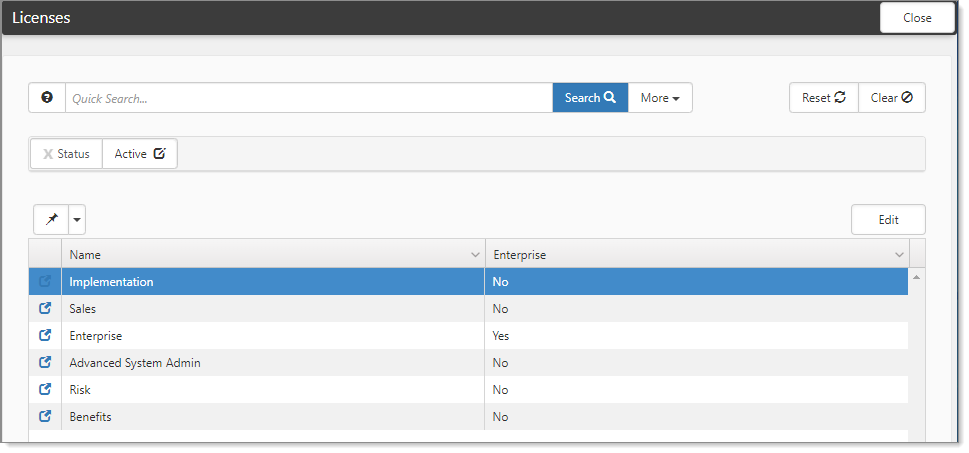 Licenses Close
Quick Search... Search More Reset Clear
X Status Active
Edit
Name Enterprise
Implementation No
Sales No
Enterprise Yes
Advanced System Admin No
Risk No
Benefits No